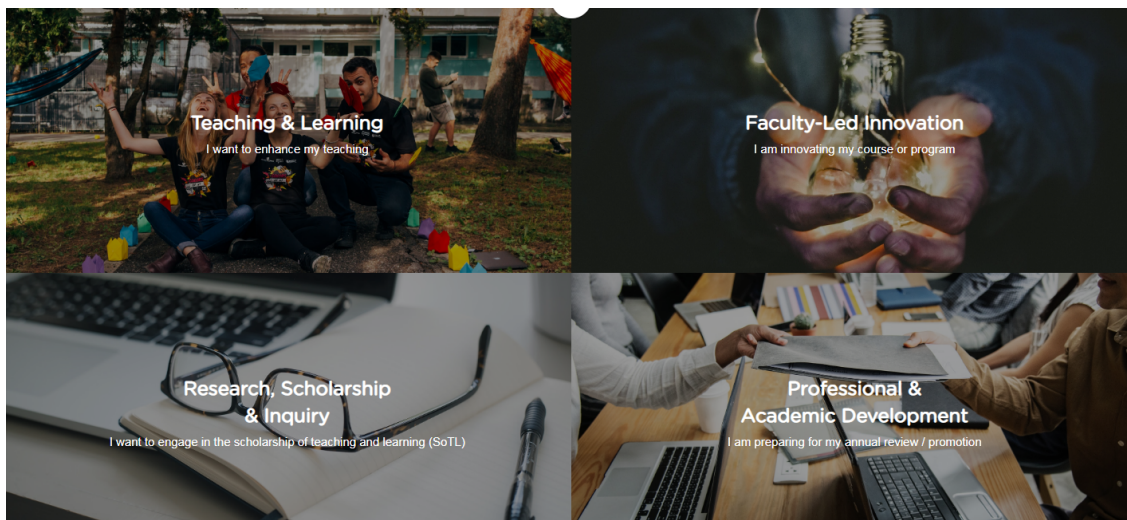 Teaching & Learning
I want to enhance my teaching
Faculty-Led Innovation
I am innovating my course or program
Research, Scholarship
& Inquiry
I want to engage in the scholarship of teaching and learning (SoTL)
Professional &
Academic Development
I am preparing for my annual review / promotion